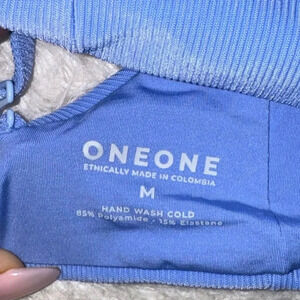 ONEONE
ETHICALLY MADE IN COLOMBIA
M
HAND WASH COLD
85% Polyamide - 15% Elastane